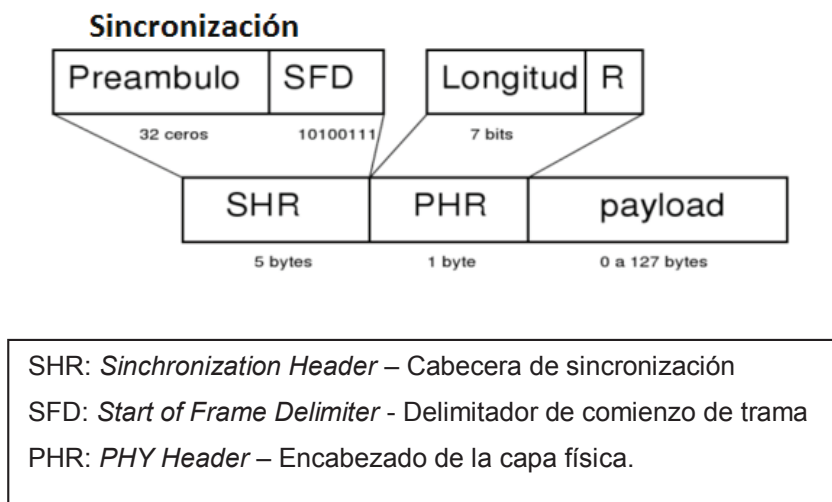 Sincronización
Preambulo SFD Longitud R
32 ceros 10100111 7 bits
SHR PHR payload
5 bytes 1 byte 0 a 127 bytes
SHR: Sinchronization Header – Cabecera de sincronización
SFD: Start of Frame Delimiter - Delimitador de comienzo de trama
PHR: PHY Header – Encabezado de la capa física.